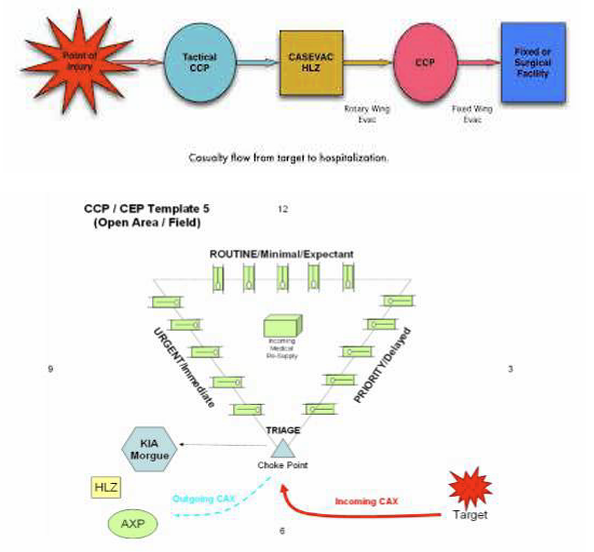 Point of
Injury
Tactical
CCP
CASEVAC
HLZ
CCP
Fixed or
Surgical
Facility
Rotary Wing
Evac
Fixed Wing
Evac
Casualty flow from target to hospitalization.
CCP / CEP Template 5
(Open Area / Field)
12
ROUTINE/Minimal/Expectant
Incoming
Medical
Re-Supply
URGENT/Immediate
PRIORITY/Delayed
9
3
TRIAGE
Choke Point
KIA
Morgue
HLZ
AXP
Outgoing CAX
Incoming CAX
Target
6